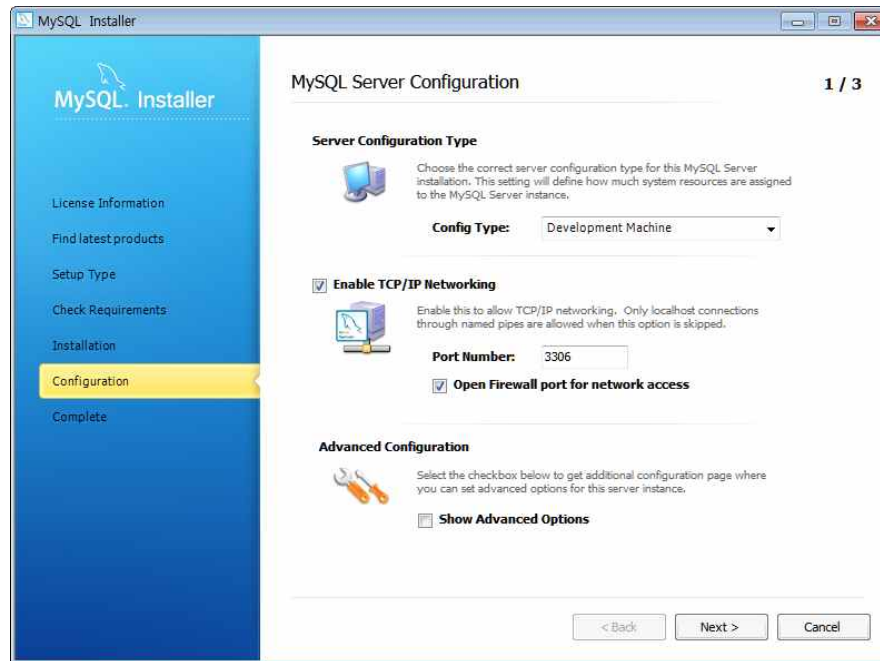 MySQL Installer
MySQL. Installer
License Information
Find latest products
Setup Type
Check Requirements
Installation
Configuration
Complete
MySQL Server Configuration
1 / 3
Server Configuration Type
Choose the correct server configuration type for this MySQL Server
installation. This setting will define how much system resources are assigned
to the MySQL Server instance.
Config Type:
Development Machine
Enable TCP/IP Networking
Enable this to allow TCP/IP networking. Only localhost connections
through named pipes are allowed when this option is skipped.
Port Number:
3306
Open Firewall port for network access
Advanced Configuration
Select the checkbox below to get additional configuration page where
you can set advanced options for this server instance.
Show Advanced Options
< Back
Next >
Cancel